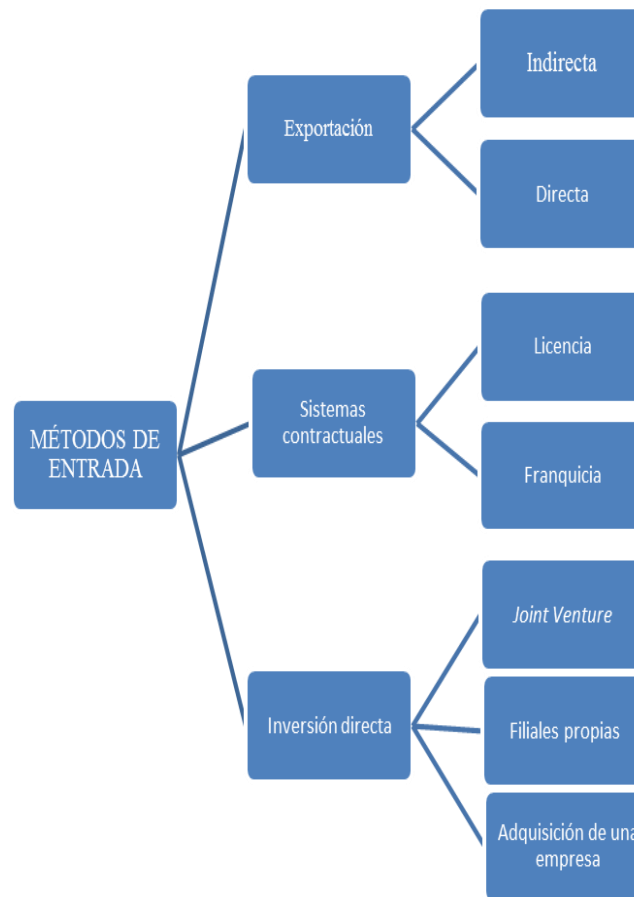 MÉTODOS DE
ENTRADA
Exportación
Indirecta
Directa
Sistemas
contractuales
Licencia
Franquicia
Inversión directa
Joint Venture
Filiales propias
Adquisición de una
empresa